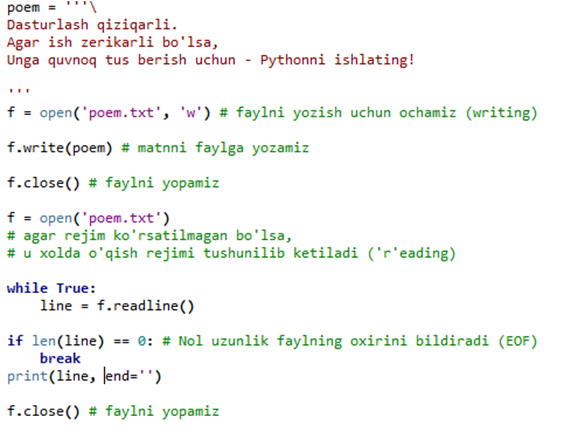 poem = '''\
Dasturlash qiziqarli.
Agar ish zerikarli bo'lsa,
Unga quvnoq tus berish uchun - Pythonni ishlating!
'''
f = open('poem.txt', 'w') # faylni yozish uchun ochamiz (writing)
f.write(poem) # matnni faylga yozamiz
f.close() # faylni yopamiz
f = open('poem.txt')
# agar rejim ko'rsatilmagan bo'lsa,
# u xolda o'qish rejimi tushunilib ketiladi ('r'eading)
while True:
    line = f.readline()
if len(line) == 0: # Nol uzunlik faylning oxirini bildiradi (EOF)
    break
print(line, end='')
f.close() # faylni yopamiz